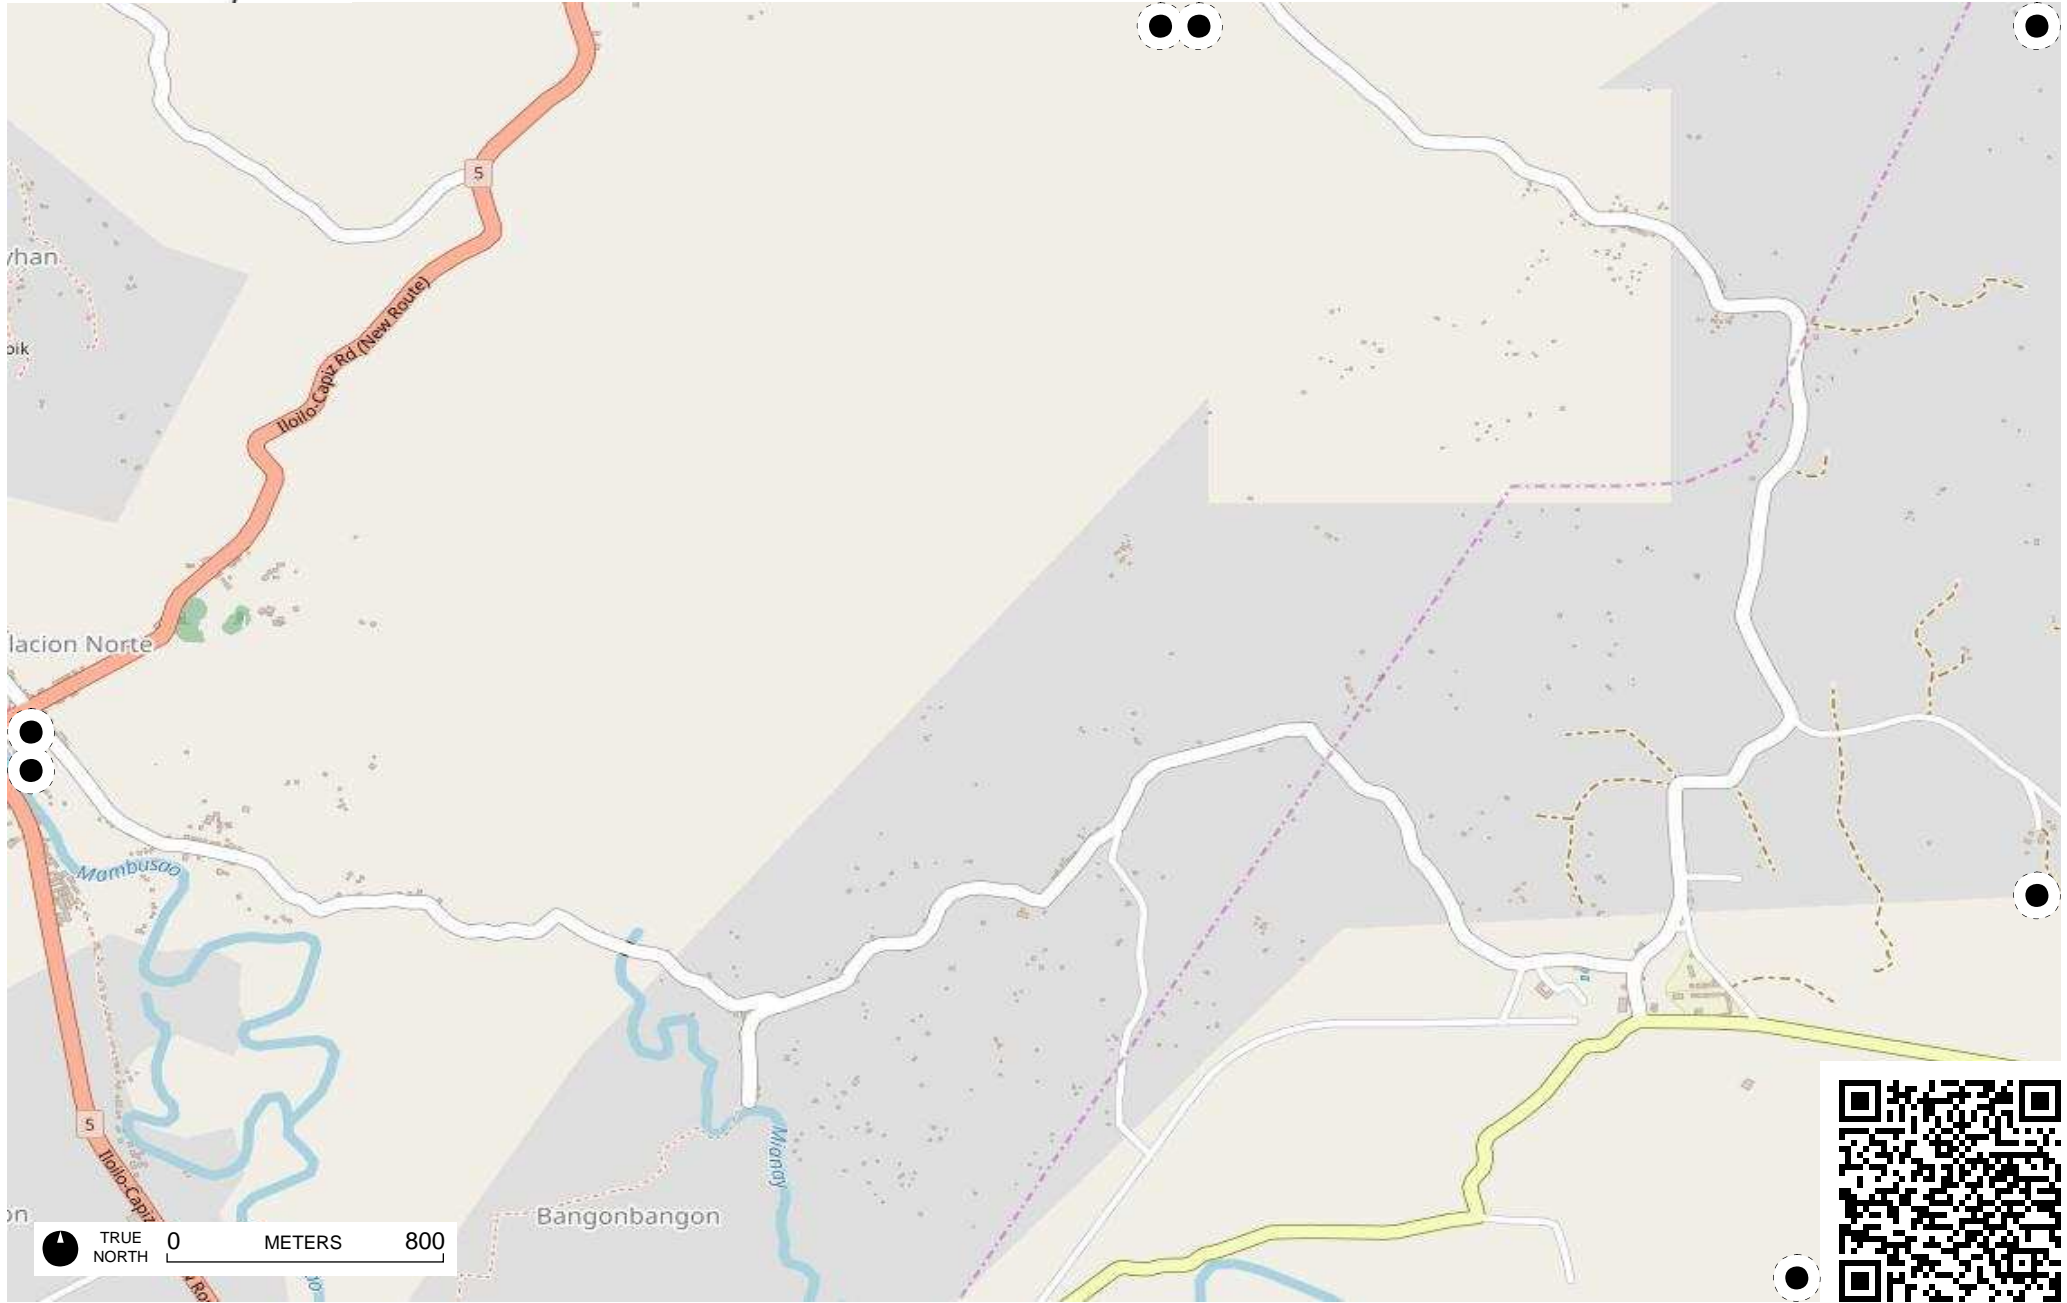 5
yhan
oik
Iloilo-Capiz Rd (New Route)
lacion Norte
Mambusao
5
Iloilo-Capiz
Mianay
Bangonbangon
on
TRUE
NORTH
0 METERS 800